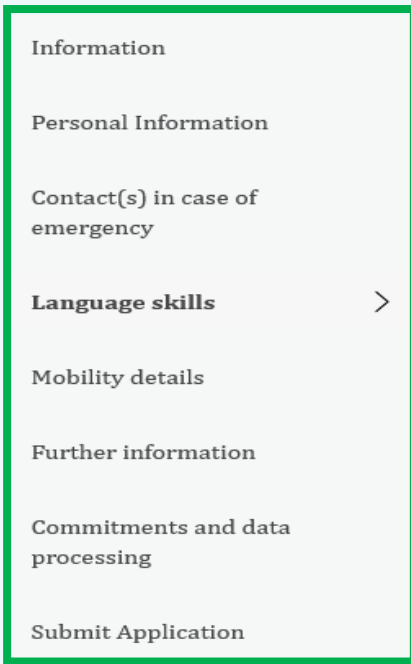 Information
Personal Information
Contact(s) in case of
emergency
Language skills
Mobility details
Further information
Commitments and data
processing
Submit Application